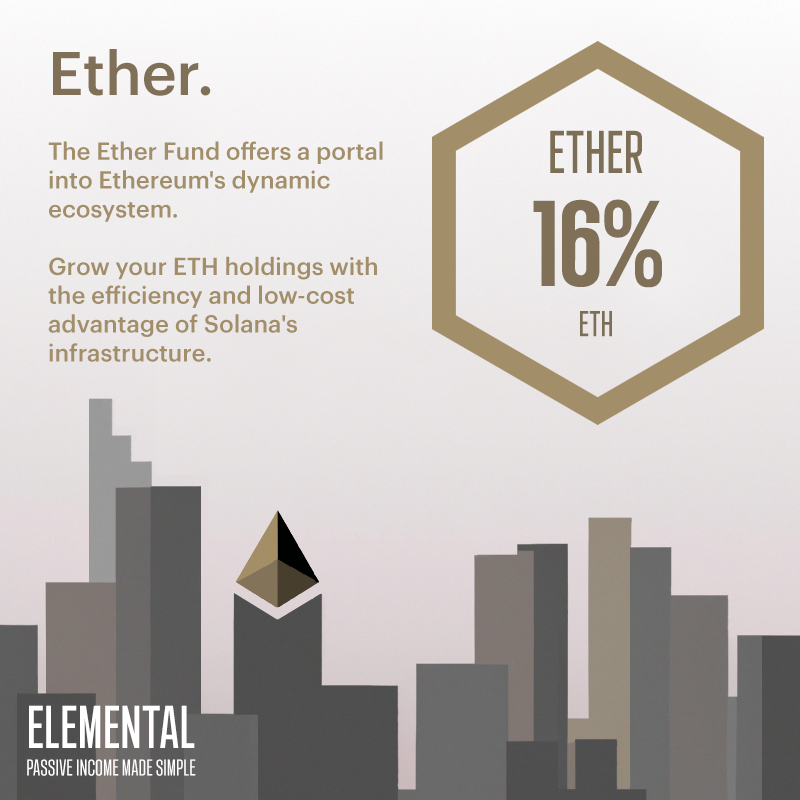 Ether.
The Ether Fund offers a portal
into Ethereum's dynamic
ecosystem.
Grow your ETH holdings with
the efficiency and low-cost
advantage of Solana's
infrastructure.
ETHER
16%
ETH
ELEMENTAL
PASSIVE INCOME MADE SIMPLE